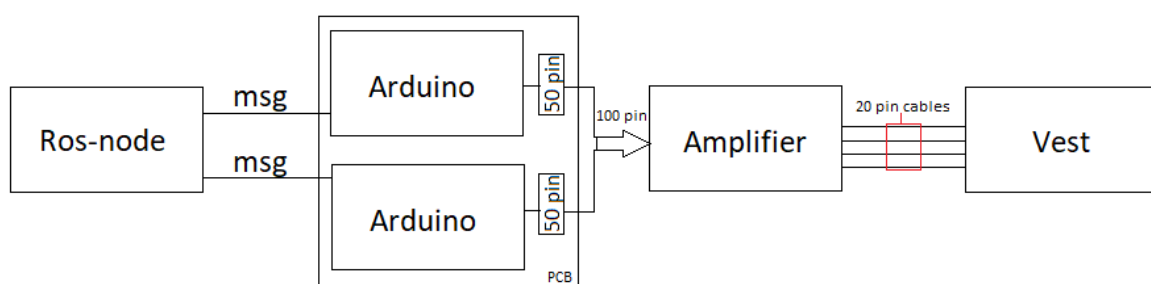 Ros-node
msg
msg
Arduino
50 pin
Arduino
50 pin
PCB
100 pin
Amplifier
20 pin cables
Vest